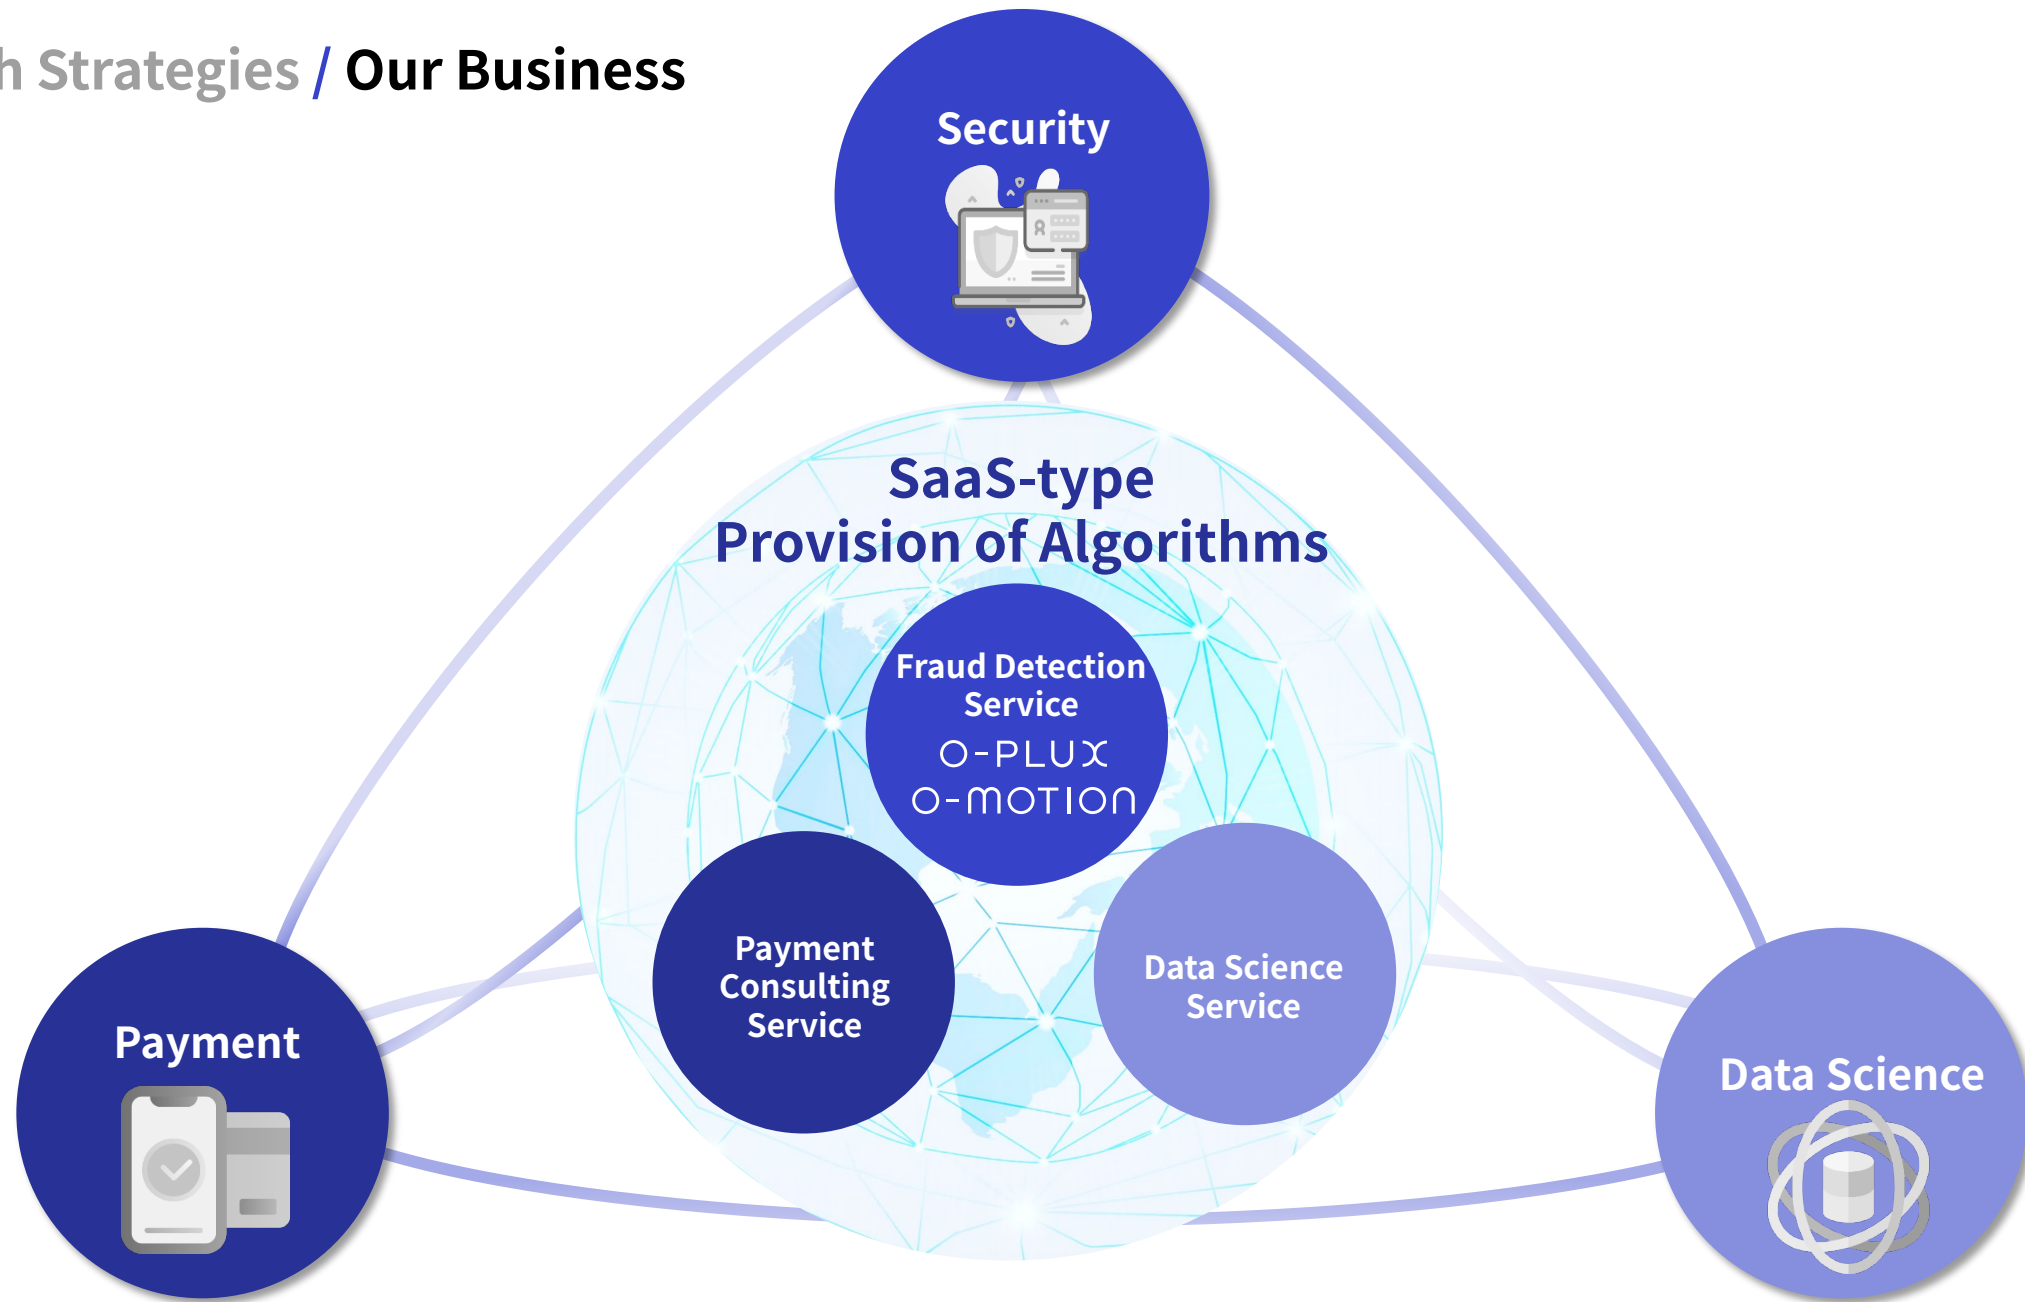 h Strategies / Our Business
Security
SaaS-type
Provision of Algorithms
Fraud Detection
Service
O-PLUX
O-MOTION
Payment
Consulting
Service
Data Science
Service
Payment
Data Science